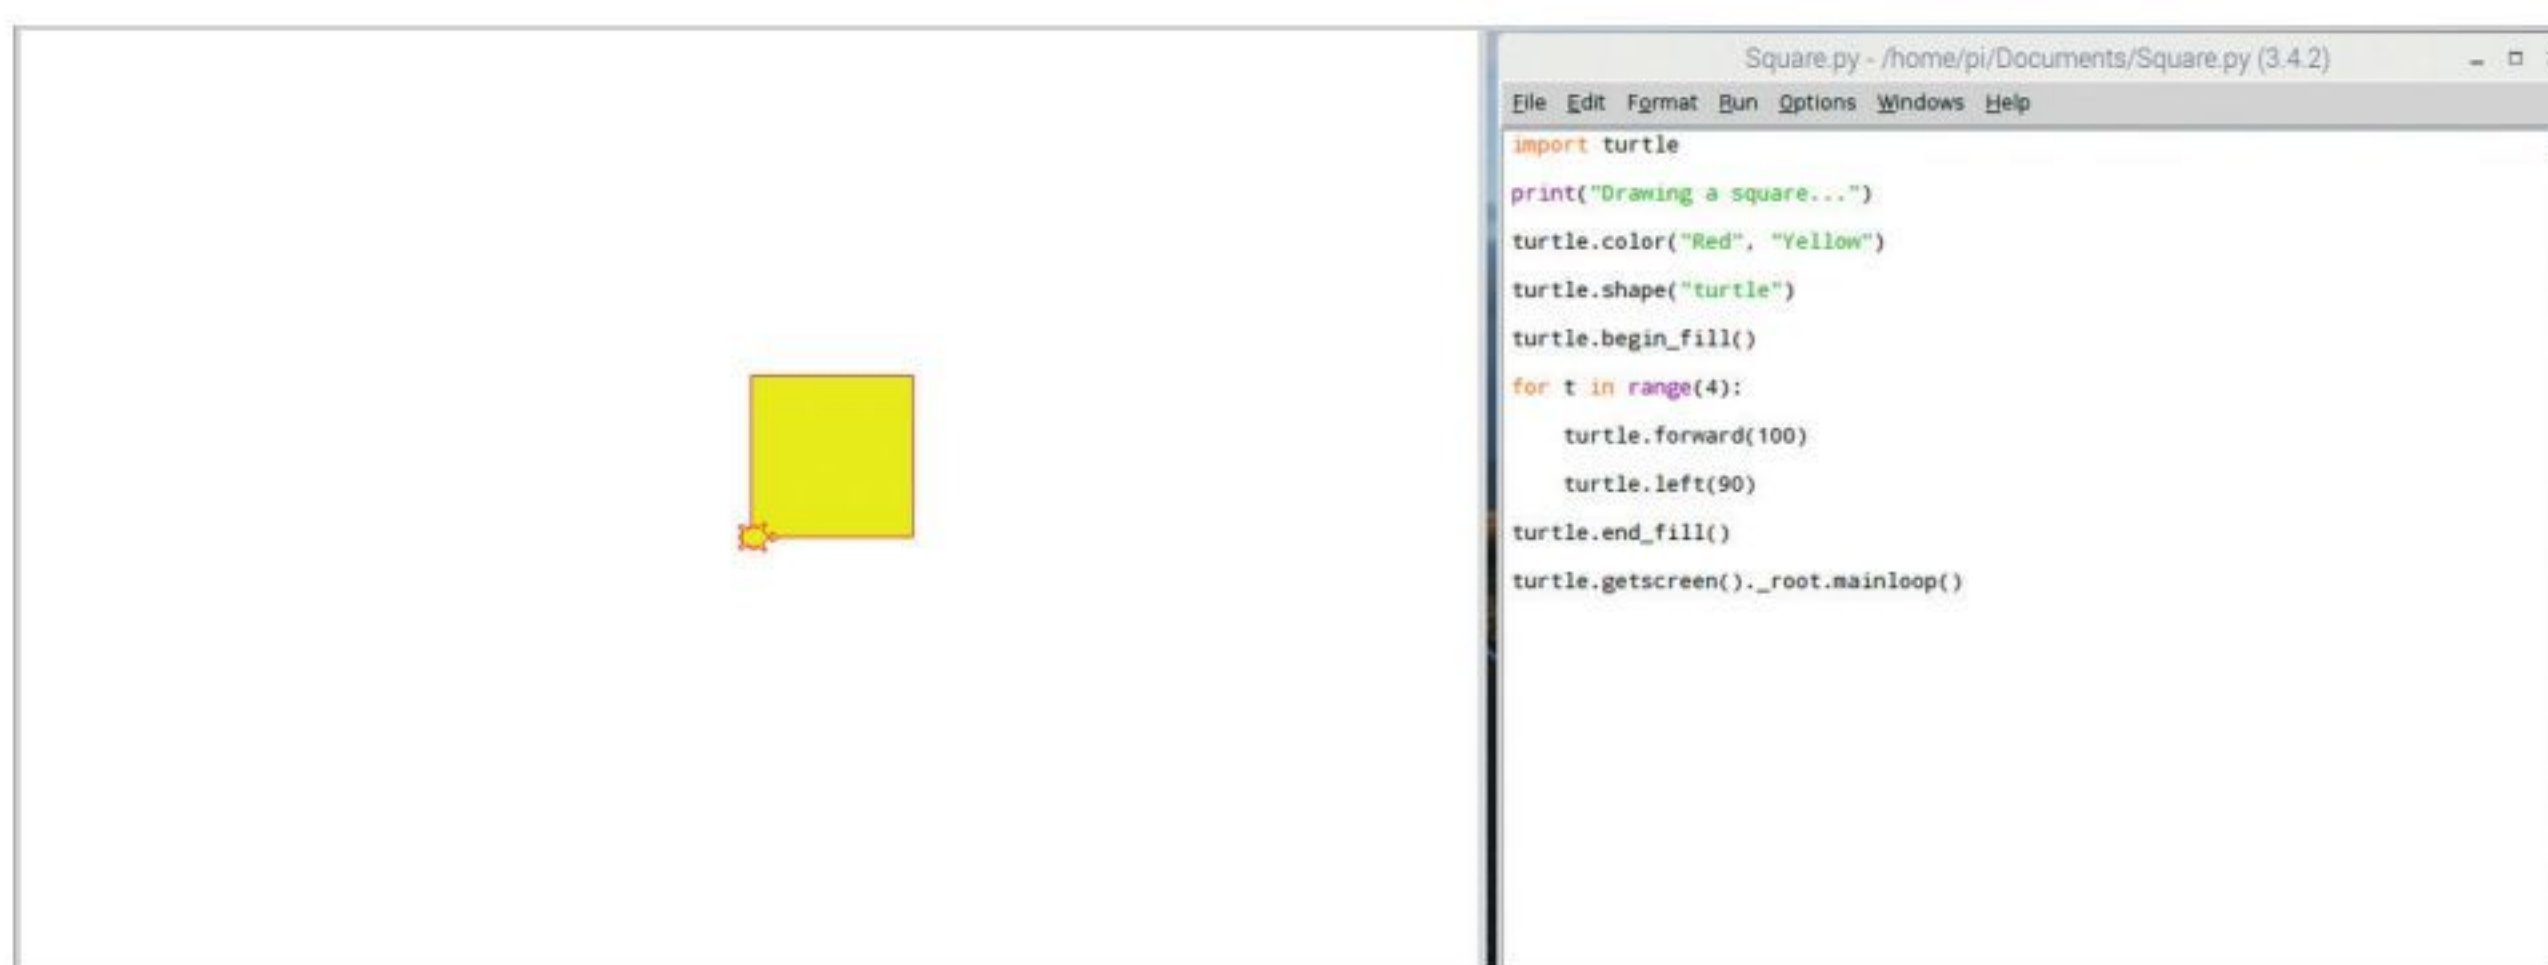 Square.py - /home/pi/Documents/Square.py (3.4.2)
File Edit Format Run Options Windows Help
import turtle
print("Drawing a square...")
turtle.color("Red", "Yellow")
turtle.shape("turtle")
turtle.begin_fill()
for t in range(4):
    turtle.forward(100)
    turtle.left(90)
turtle.end_fill()
turtle.getscreen()._root.mainloop()